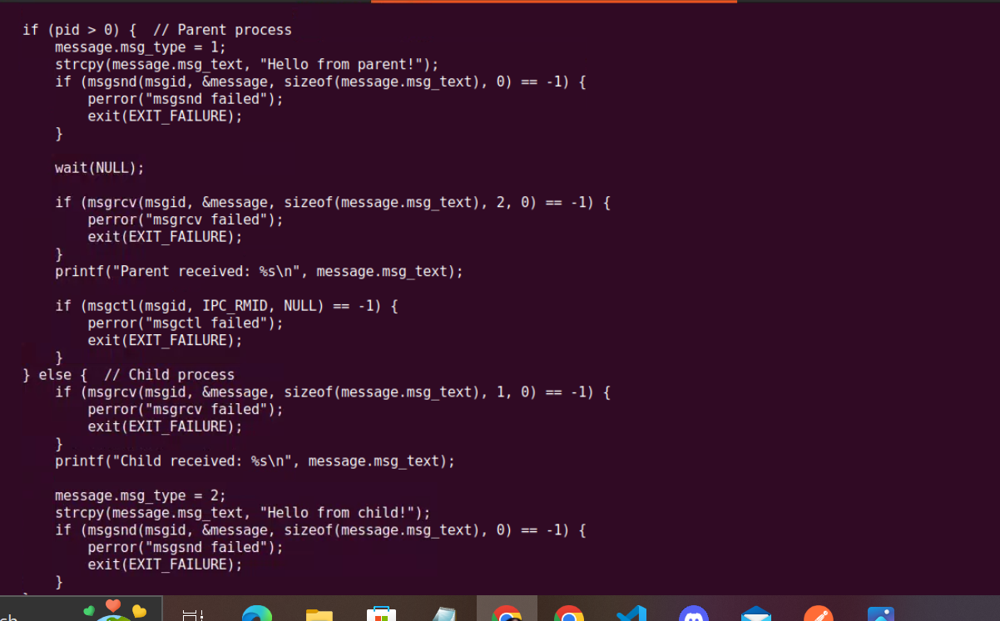 if (pid > 0) {  // Parent process
    message.msg_type = 1;
    strcpy(message.msg_text, "Hello from parent!");
    if (msgsnd(msgid, &message, sizeof(message.msg_text), 0) == -1) {
        perror("msgsnd failed");
        exit(EXIT_FAILURE);
    }

    wait(NULL);

    if (msgrcv(msgid, &message, sizeof(message.msg_text), 2, 0) == -1) {
        perror("msgrcv failed");
        exit(EXIT_FAILURE);
    }
    printf("Parent received: %s\n", message.msg_text);

    if (msgctl(msgid, IPC_RMID, NULL) == -1) {
        perror("msgctl failed");
        exit(EXIT_FAILURE);
    }
} else {  // Child process
    if (msgrcv(msgid, &message, sizeof(message.msg_text), 1, 0) == -1) {
        perror("msgrcv failed");
        exit(EXIT_FAILURE);
    }
    printf("Child received: %s\n", message.msg_text);

    message.msg_type = 2;
    strcpy(message.msg_text, "Hello from child!");
    if (msgsnd(msgid, &message, sizeof(message.msg_text), 0) == -1) {
        perror("msgsnd failed");
        exit(EXIT_FAILURE);
    }